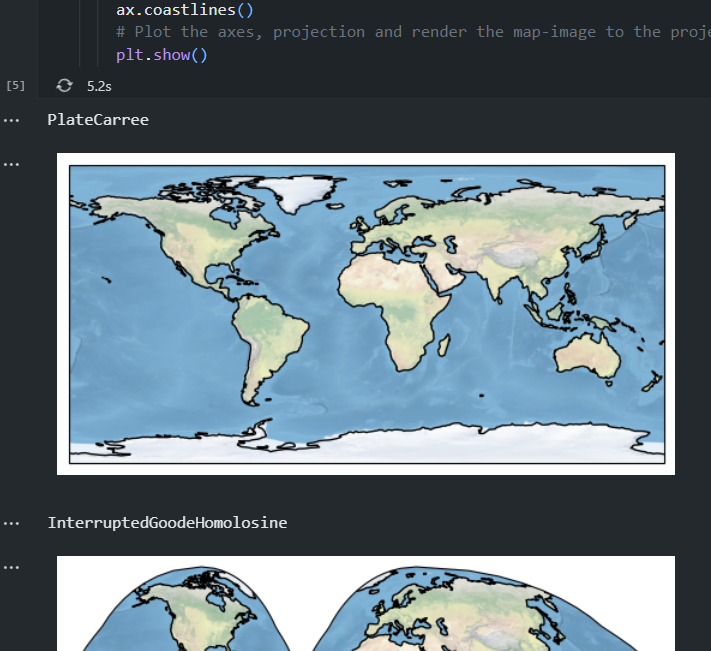 ax.coastlines()
# Plot the axes, projection and render the map-image to the proje
plt.show()
[5] 5.2s
... PlateCarree
...
... InterruptedGoodeHomolosine
...